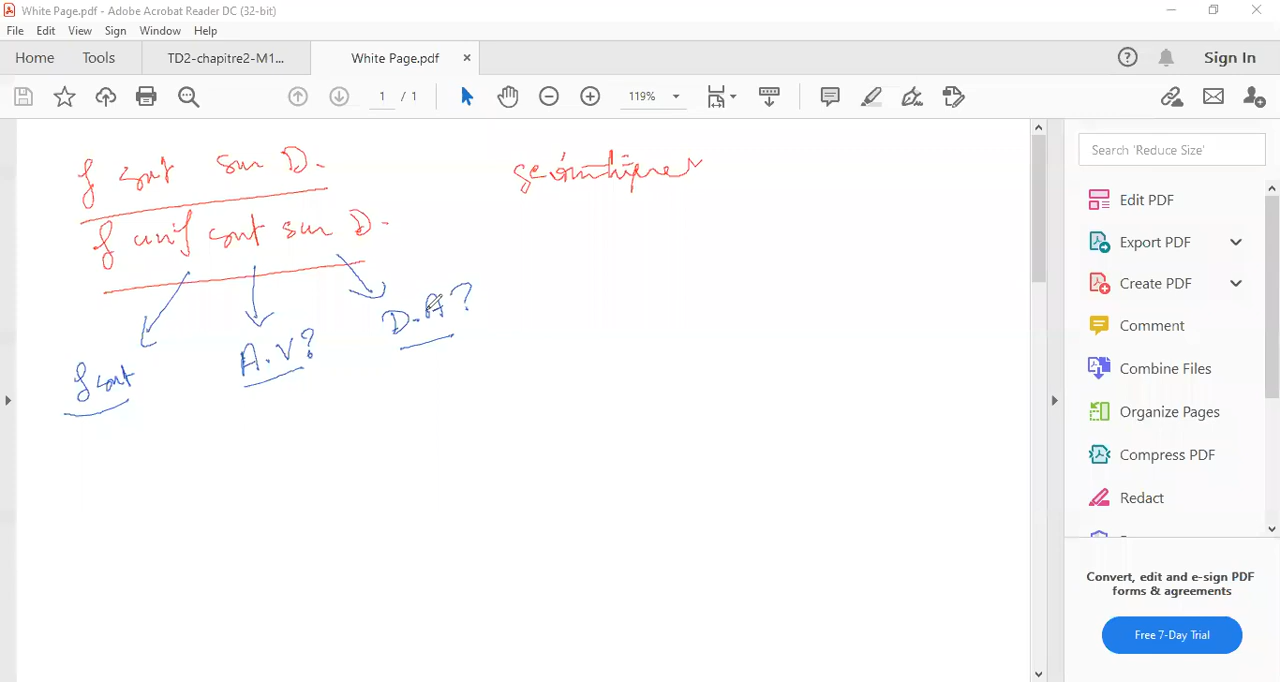 White Page.pdf - Adobe Acrobat Reader DC (32-bit)
File Edit View Sign Window Help
Home Tools TD2-chapitre2-M1... White Page.pdf × Sign In
1 / 1 119%
f cont sur D.
géométriques
f unif cont sur D.
f cont
A.V?
D.A?
Search 'Reduce Size'
Edit PDF
Export PDF
Create PDF
Comment
Combine Files
Organize Pages
Compress PDF
Redact
Convert, edit and e-sign PDF
forms & agreements
Free 7-Day Trial